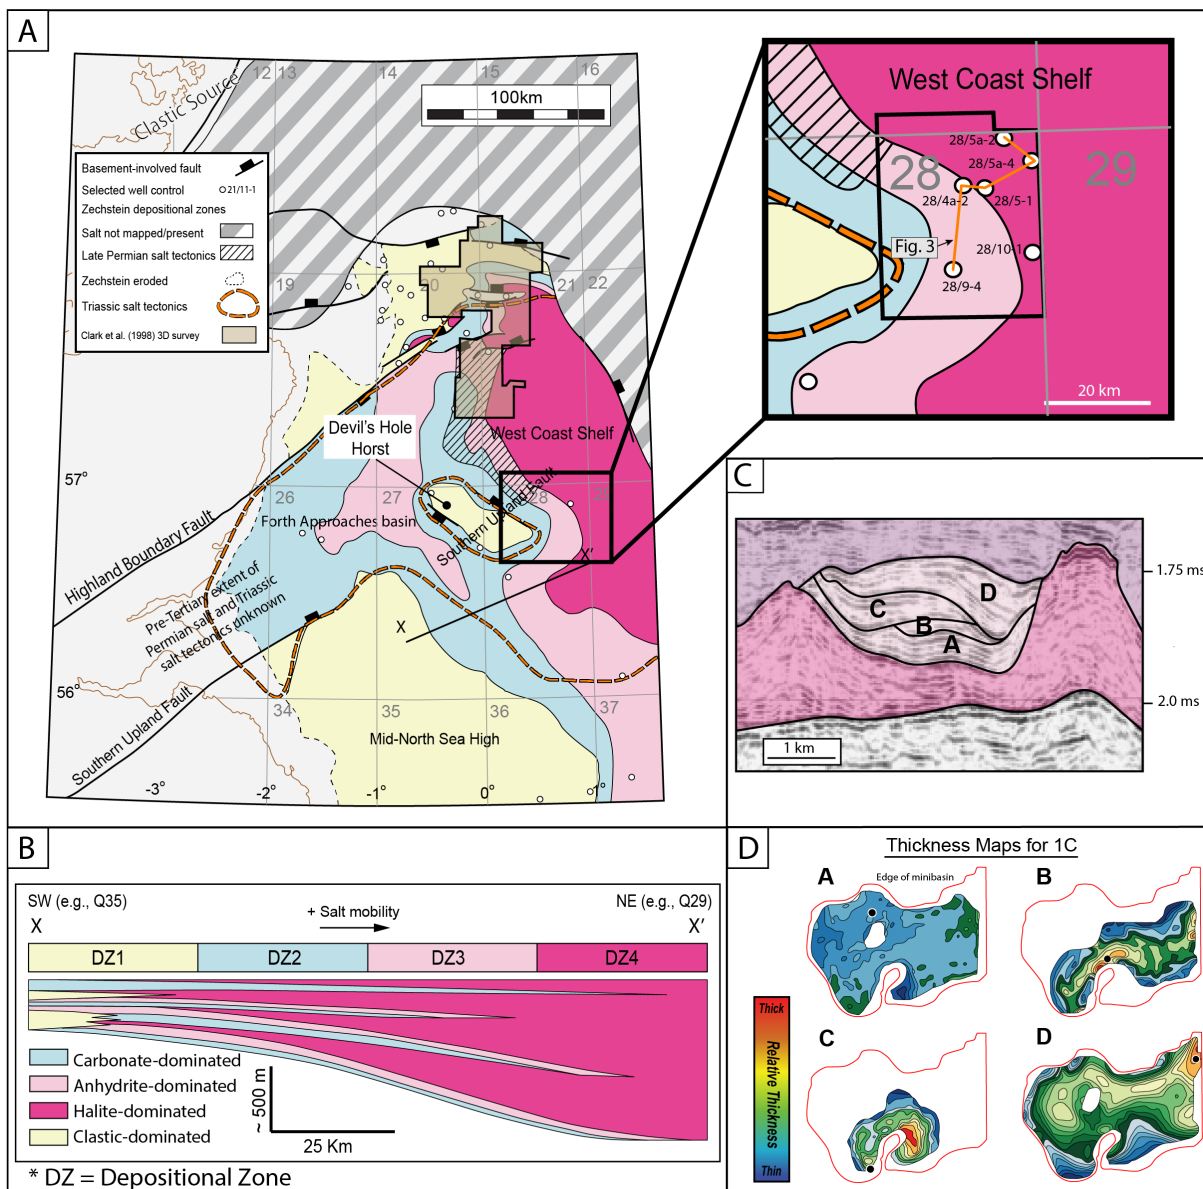 A
12 13
14
15
16
Clastic Source
100km
Basement-involved fault
Selected well control
21/11-1
Zechstein depositional zones
Salt not mapped/present
Late Permian salt tectonics
Zechstein eroded
Triassic salt tectonics
Clark et al. (1998) 3D survey
19
20
21 22
Devil's Hole
Horst
West Coast Shelf
57°
26
27
28
29
Forth Approaches basin
Southern Upland Fault
Highland Boundary Fault
Pre-Tertiary extent of
Permian salt and Triassic
salt tectonics unknown
X
X'
56°
Southern Upland Fault
34
35
36
37
Mid-North Sea High
-3°
-2°
-1°
0°
1°
West Coast Shelf
28
29
28/5a-2
28/5a-4
28/4a-2
28/5-1
Fig. 3
28/10-1
28/9-4
20 km
C
D
C
B
A
1.75 ms
2.0 ms
1 km
B
SW (e.g., Q35)
+ Salt mobility
NE (e.g., Q29)
X
X'
DZ1
DZ2
DZ3
DZ4
Carbonate-dominated
Anhydrite-dominated
Halite-dominated
Clastic-dominated
~ 500 m
25 Km
* DZ = Depositional Zone
D
Thickness Maps for 1C
A
Edge of minibasin
B
C
D
Thick
Relative Thickness
Thin